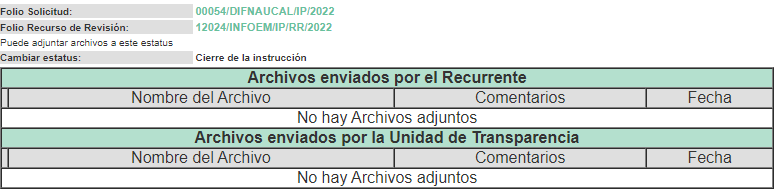 Folio Solicitud: 00054/DIFNAUCAL/IP/2022
Folio Recurso de Revisión: 12024/INFOEM/IP/RR/2022
Puede adjuntar archivos a este estatus
Cambiar estatus: Cierre de la instrucción
Archivos enviados por el Recurrente
Nombre del Archivo Comentarios Fecha
No hay Archivos adjuntos
Archivos enviados por la Unidad de Transparencia
Nombre del Archivo Comentarios Fecha
No hay Archivos adjuntos